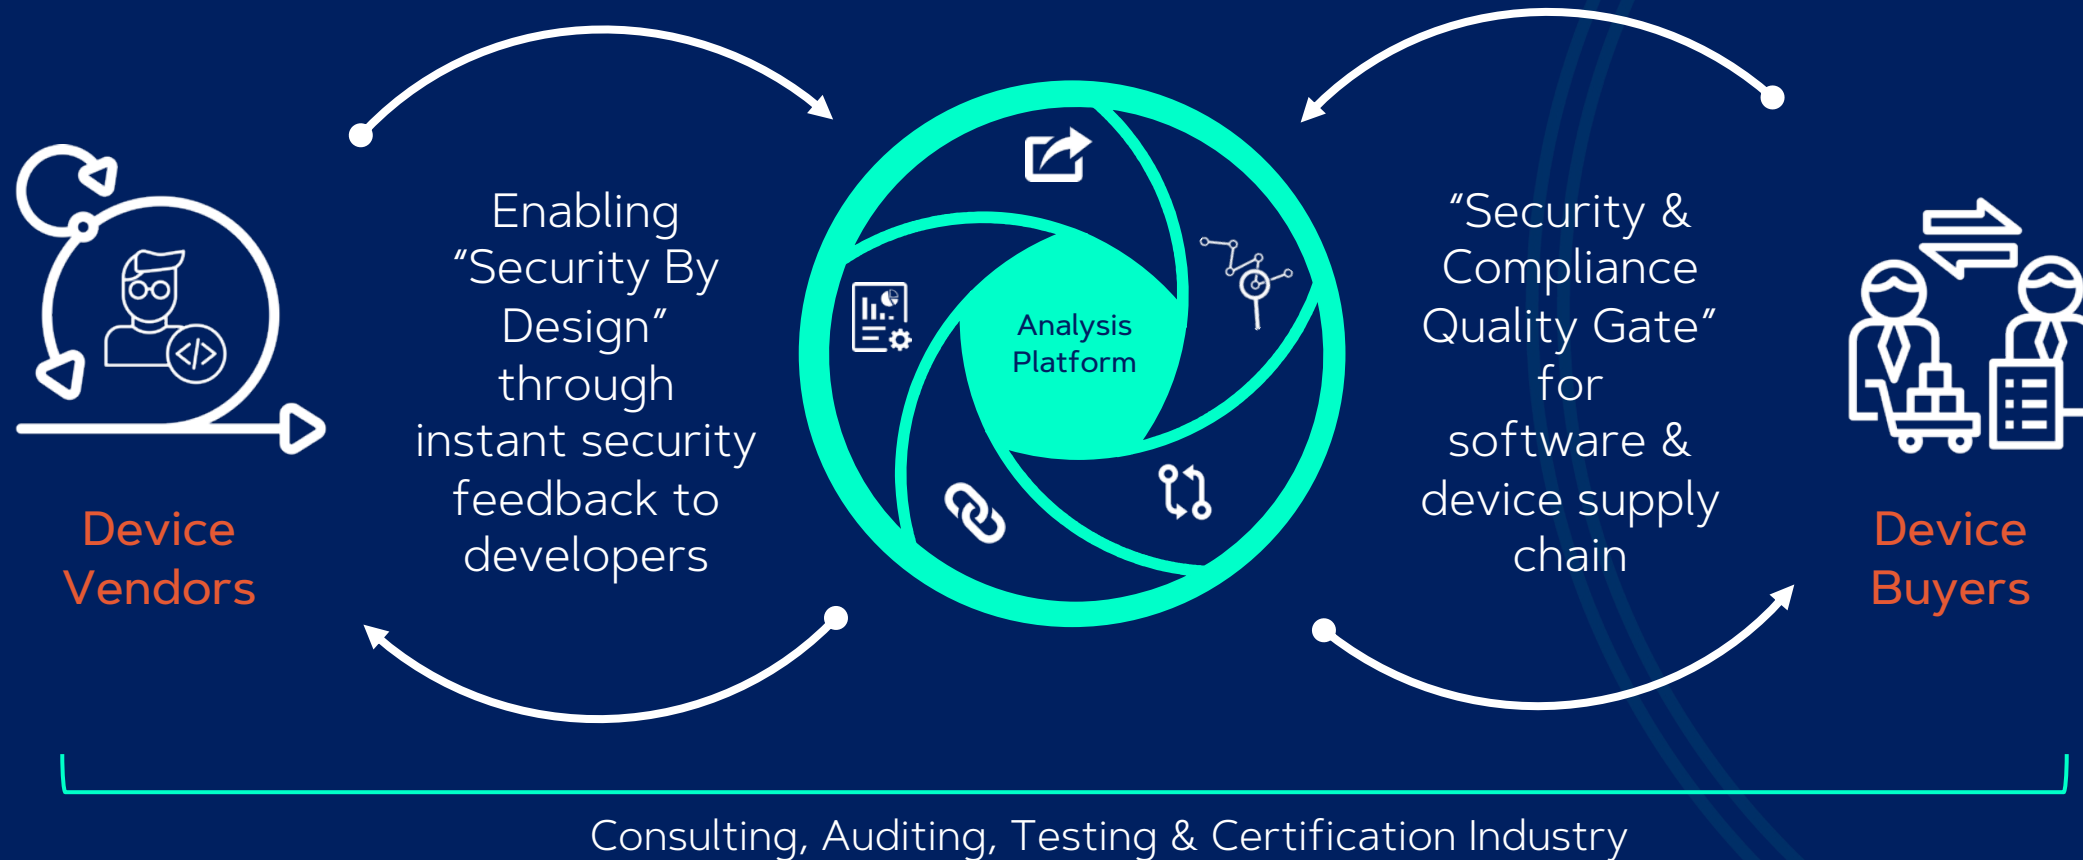 Enabling
“Security By
Design”
through
instant security
feedback to
developers
Analysis
Platform
“Security &
Compliance
Quality Gate”
for
software &
device supply
chain
Device
Vendors
Device
Buyers
Consulting, Auditing, Testing & Certification Industry